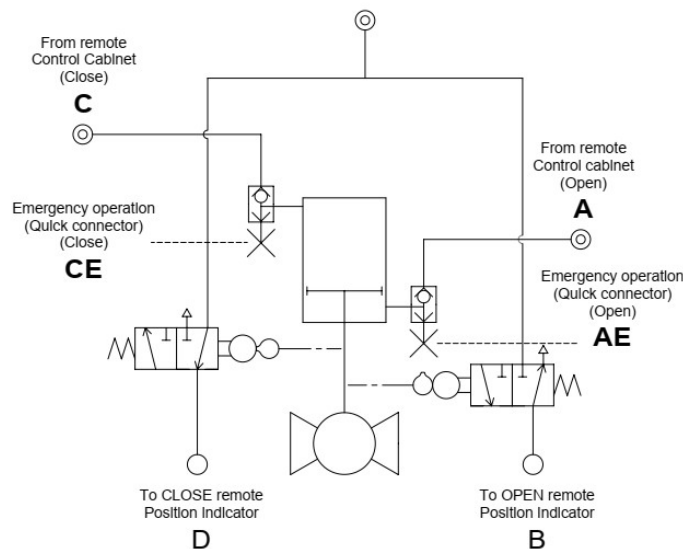 From remote
Control Cabinet
(Close)
C
From remote
Control cabinet
(Open)
A
Emergency operation
(Quick connector)
(Close)
CE
Emergency operation
(Quick connector)
(Open)
AE
To CLOSE remote
Position Indicator
D
To OPEN remote
Position Indicator
B